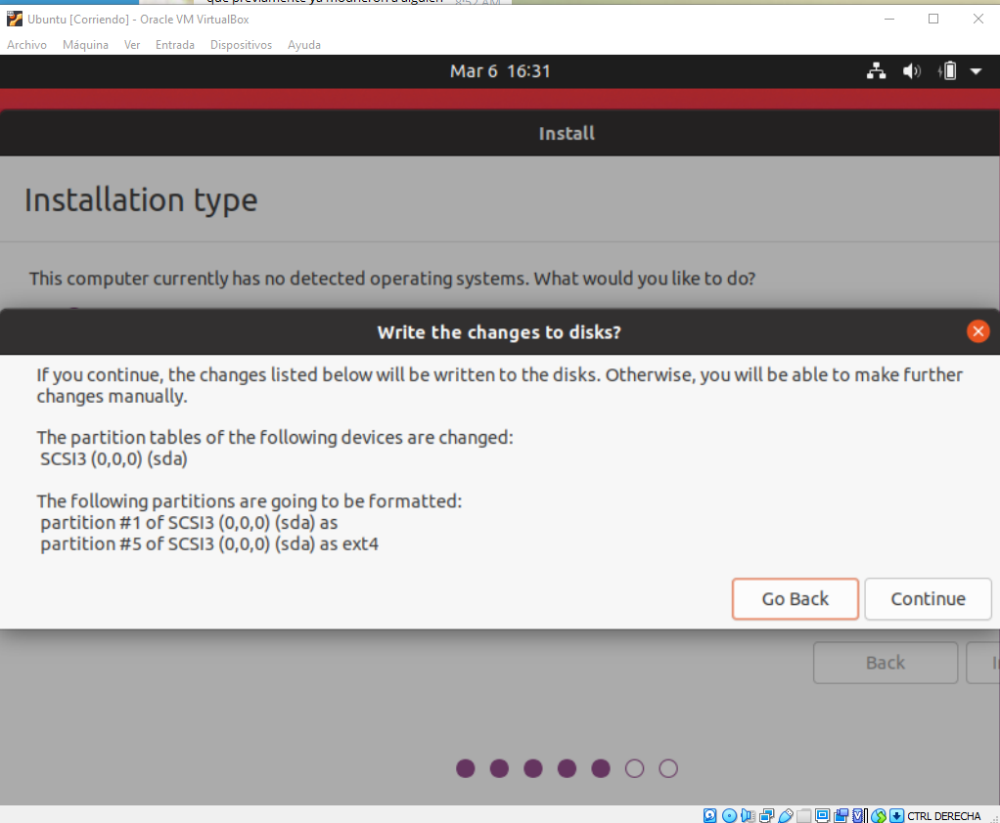 que previamente ya
8:52 AM
Ubuntu [Corriendo] - Oracle VM VirtualBox
Archivo Máquina Ver Entrada Dispositivos Ayuda
Mar 6 16:31
Install
Installation type
This computer currently has no detected operating systems. What would you like to do?
Write the changes to disks?
If you continue, the changes listed below will be written to the disks. Otherwise, you will be able to make further
changes manually.
The partition tables of the following devices are changed:
SCSI3 (0,0,0) (sda)
The following partitions are going to be formatted:
partition #1 of SCSI3 (0,0,0) (sda) as
partition #5 of SCSI3 (0,0,0) (sda) as ext4
Go Back Continue
Back
CTRL DERECHA